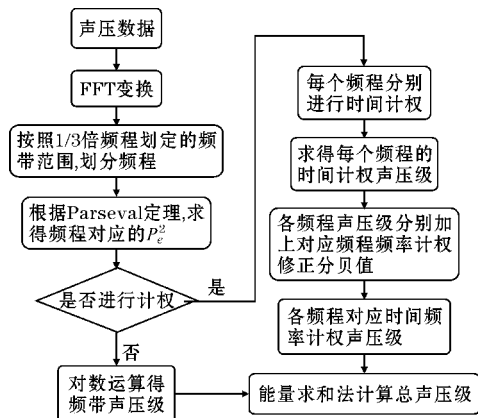 声压数据
FFT变换
按照1/3倍频程划定的频
带范围,划分频程
根据Parseval定理,求
得频程对应的P_e^2
是否进行计权
是
否
对数运算得
频带声压级
每个频程分别
进行时间计权
求得每个频程的
时间计权声压级
各频程声压级分别加
上对应频程频率计权
修正分贝值
各频程对应时间频
率计权声压级
能量求和法计算总声压级